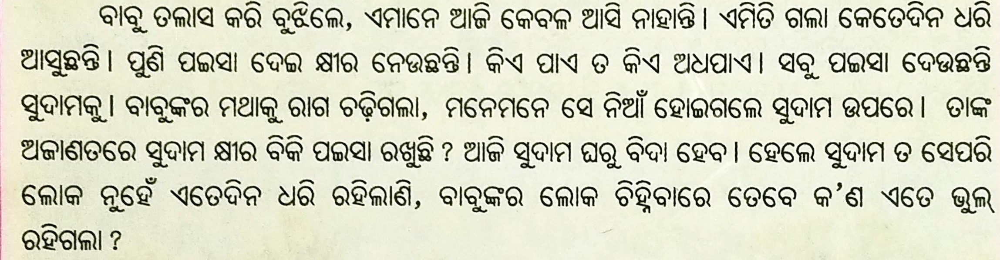 ବାବୁ ତଲାସ କରି ବୁଝିଲେ, ଏମାନେ ଆଜି କେବଳ ଆସି ନାହାନ୍ତି। ଏମିତି ଗଲା କେତେଦିନ ଧରି
ଆସୁଛନ୍ତି। ପୁଣି ପଇସା ଦେଇ କ୍ଷୀର ନେଉଛନ୍ତି। କିଏ ପାଏ ତ କିଏ ଅଧପାଏ। ସବୁ ପଇସା ଦେଉଛନ୍ତି
ସୁଦାମକୁ। ବାବୁଙ୍କର ମଥାକୁ ରାଗ ଚଢ଼ିଗଲା, ମନେମନେ ସେ ନିଆଁ ହୋଇଗଲେ ସୁଦାମ ଉପରେ। ତାଙ୍କ
ଅଜାଣତରେ ସୁଦାମ କ୍ଷୀର ବିକି ପଇସା ରଖୁଛି ? ଆଜି ସୁଦାମ ଘରୁ ବିଦା ହେବ। ହେଲେ ସୁଦାମ ତ ସେପରି
ଲୋକ ନୁହେଁ ଏତେଦିନ ଧରି ରହିଲାଣି, ବାବୁଙ୍କର ଲୋକ ଚିହ୍ନିବାରେ ତେବେ କ’ଣ ଏତେ ଭୁଲ୍
ରହିଗଲା ?